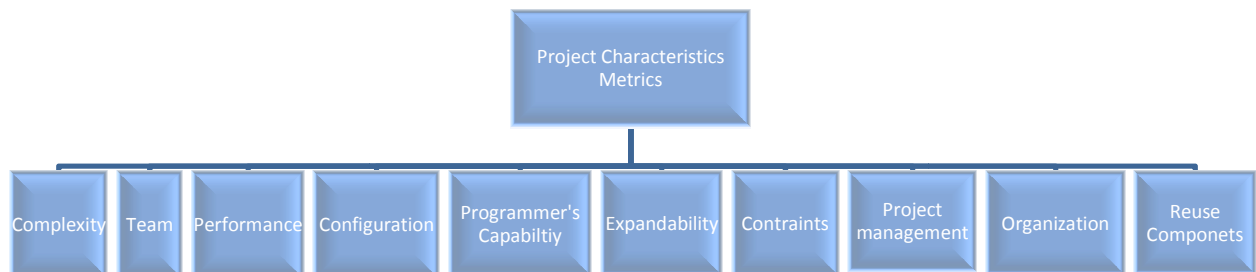 Project Characteristics
Metrics
Complexity
Team
Performance
Configuration
Programmer's
Capabiltiy
Expandability
Contraints
Project
management
Organization
Reuse
Componets